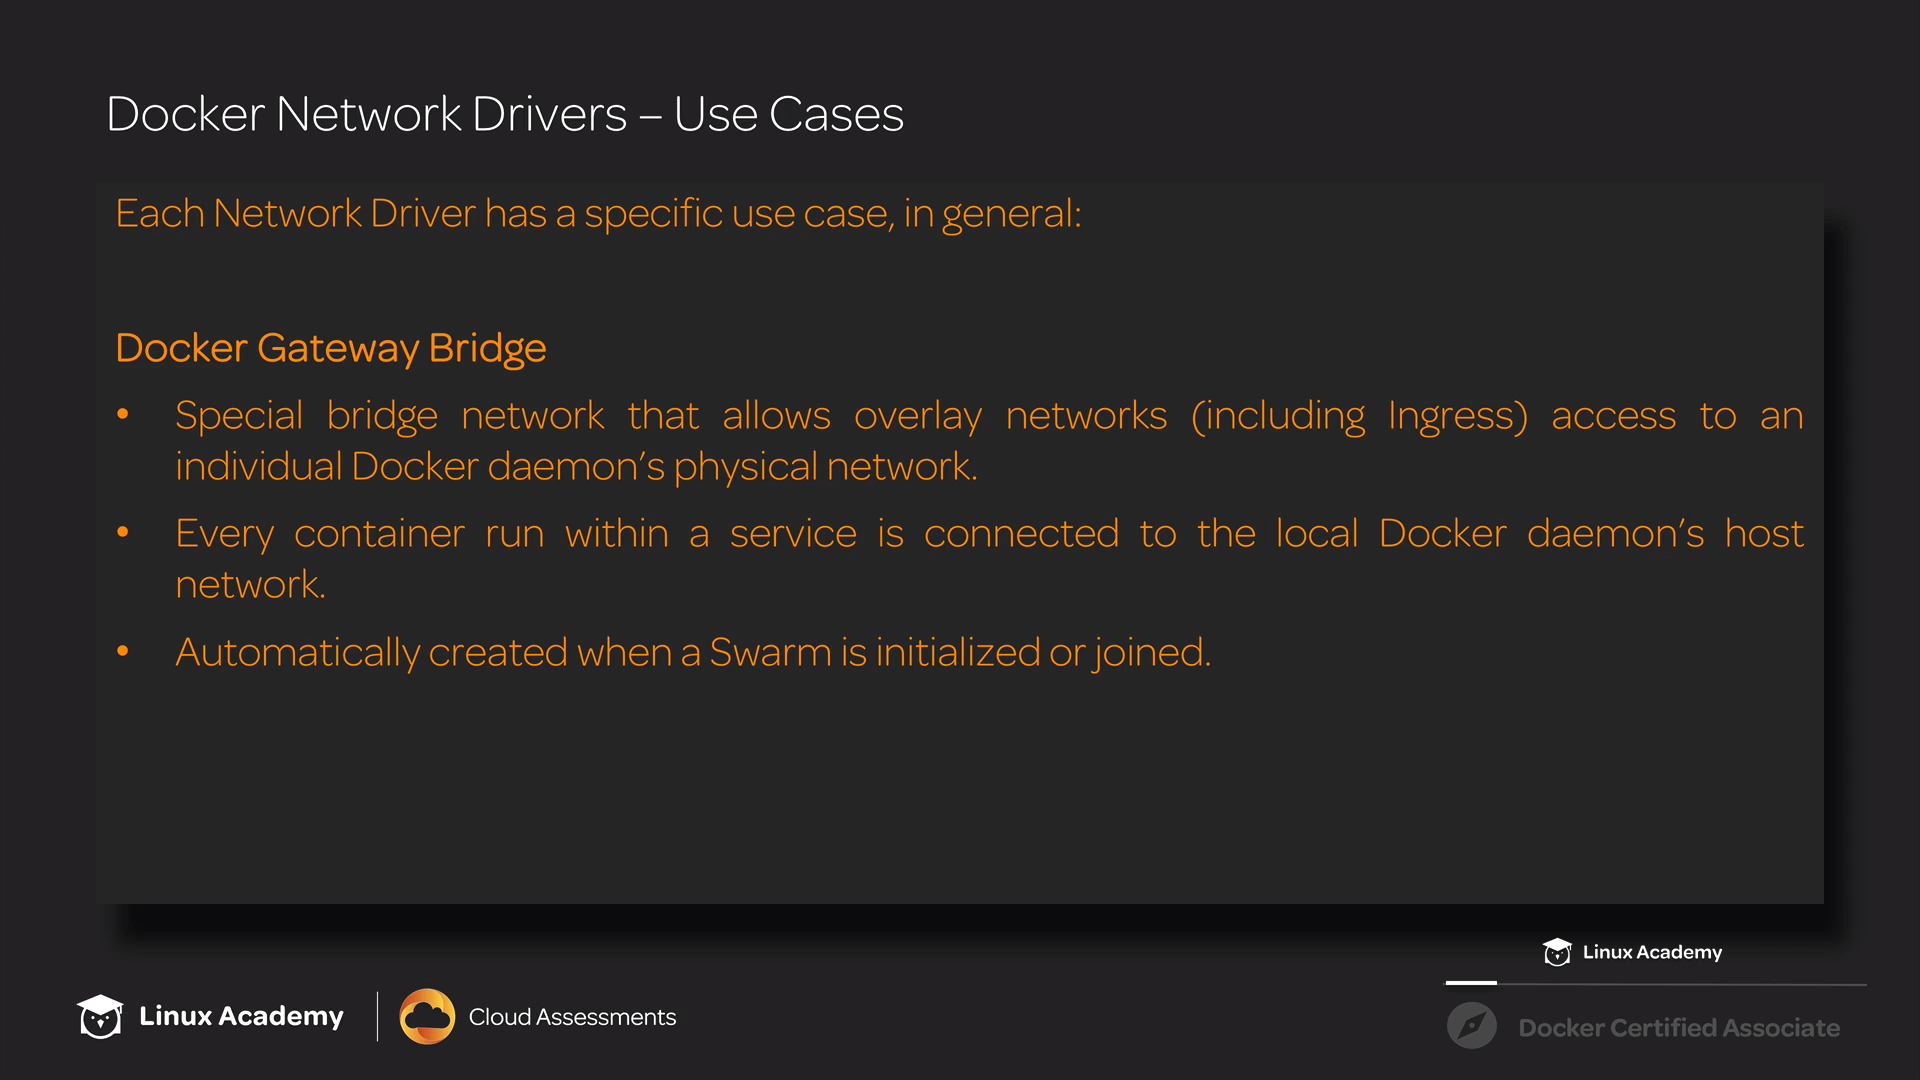 Docker Network Drivers – Use Cases
Each Network Driver has a specific use case, in general:
Docker Gateway Bridge
• Special bridge network that allows overlay networks (including Ingress) access to an
individual Docker daemon’s physical network.
• Every container run within a service is connected to the local Docker daemon’s host
network.
• Automatically created when a Swarm is initialized or joined.
Linux Academy
Linux Academy
Cloud Assessments
Docker Certified Associate